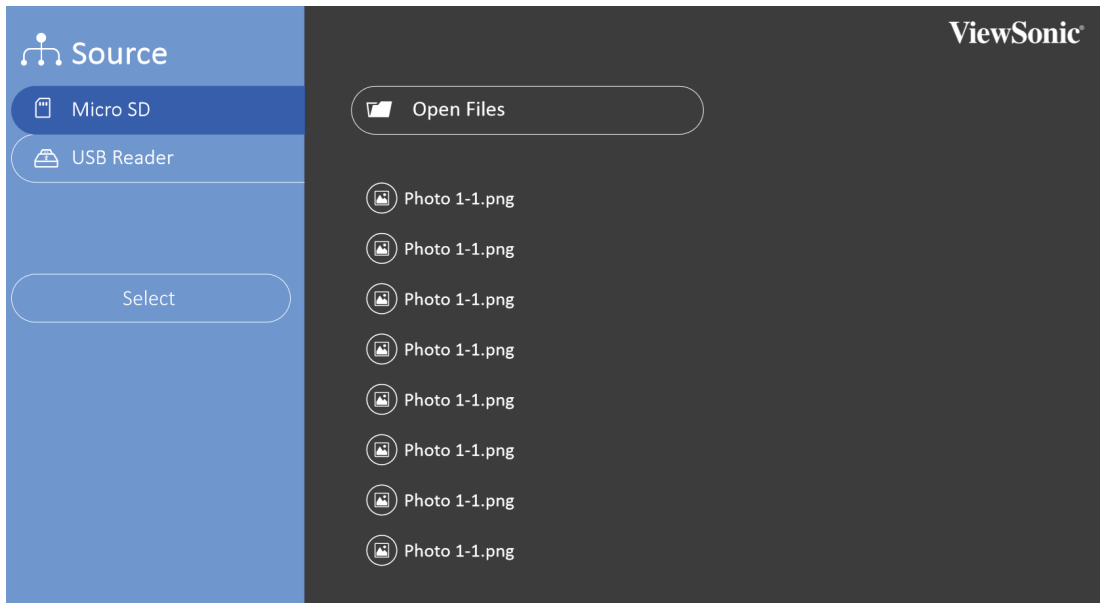 Source
Micro SD
USB Reader
Select
ViewSonic®
Open Files
Photo 1-1.png
Photo 1-1.png
Photo 1-1.png
Photo 1-1.png
Photo 1-1.png
Photo 1-1.png
Photo 1-1.png
Photo 1-1.png